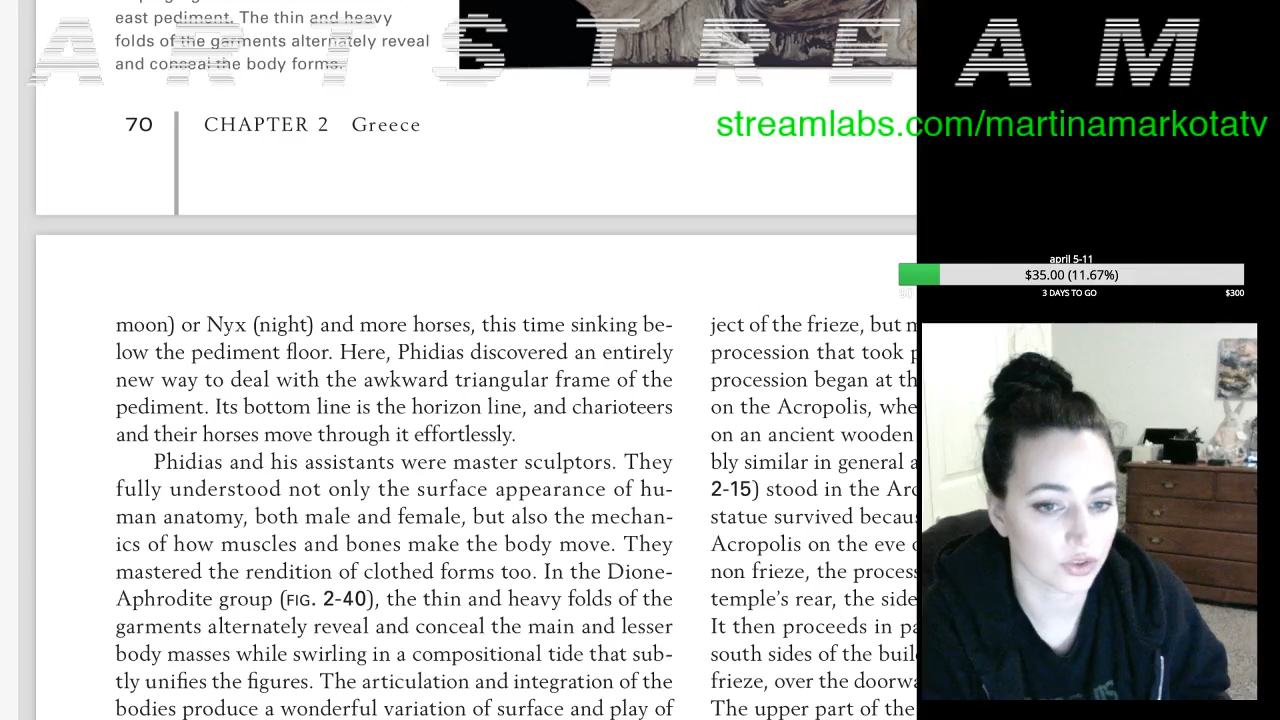 east pediment. The thin and heavy
folds of the garments alternately reveal
and conceal the body forms.
ARTSTREAM
70
CHAPTER 2 Greece
streamlabs.com/martinamarkotatv
april 5-11
$35.00 (11.67%)
3 DAYS TO GO
$300
moon) or Nyx (night) and more horses, this time sinking be-
low the pediment floor. Here, Phidias discovered an entirely
new way to deal with the awkward triangular frame of the
pediment. Its bottom line is the horizon line, and charioteers
and their horses move through it effortlessly.
Phidias and his assistants were master sculptors. They
fully understood not only the surface appearance of hu-
man anatomy, both male and female, but also the mechan-
ics of how muscles and bones make the body move. They
mastered the rendition of clothed forms too. In the Dione-
Aphrodite group (FIG. 2-40), the thin and heavy folds of the
garments alternately reveal and conceal the main and lesser
body masses while swirling in a compositional tide that sub-
tly unifies the figures. The articulation and integration of the
bodies produce a wonderful variation of surface and play of
ject of the frieze, but
procession that took
procession began at
on the Acropolis,
on an ancient wooden
bly similar in general
2-15) stood in the
statue survived
Acropolis on the eve
non frieze, the
temple's rear, the side
It then proceeds in
south sides of the
frieze, over the
The upper part of the